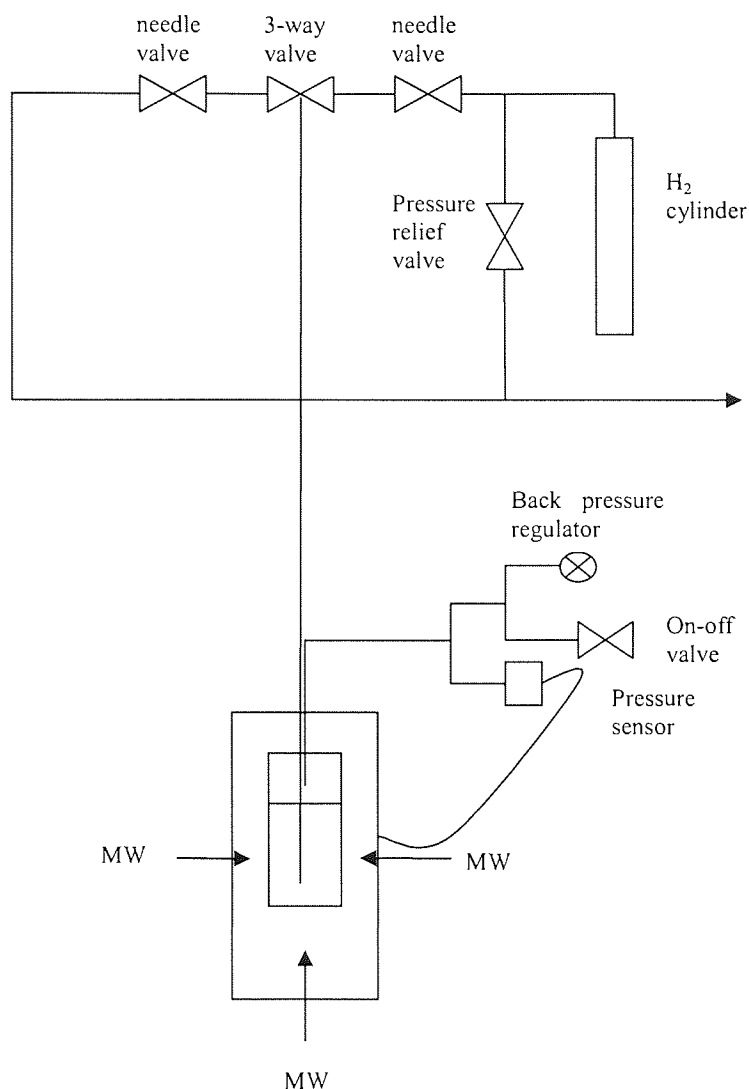 needle
valve
3-way
valve
needle
valve
Pressure
relief
valve
H₂
cylinder
Back pressure
regulator
On-off
valve
Pressure
sensor
MW
MW
MW